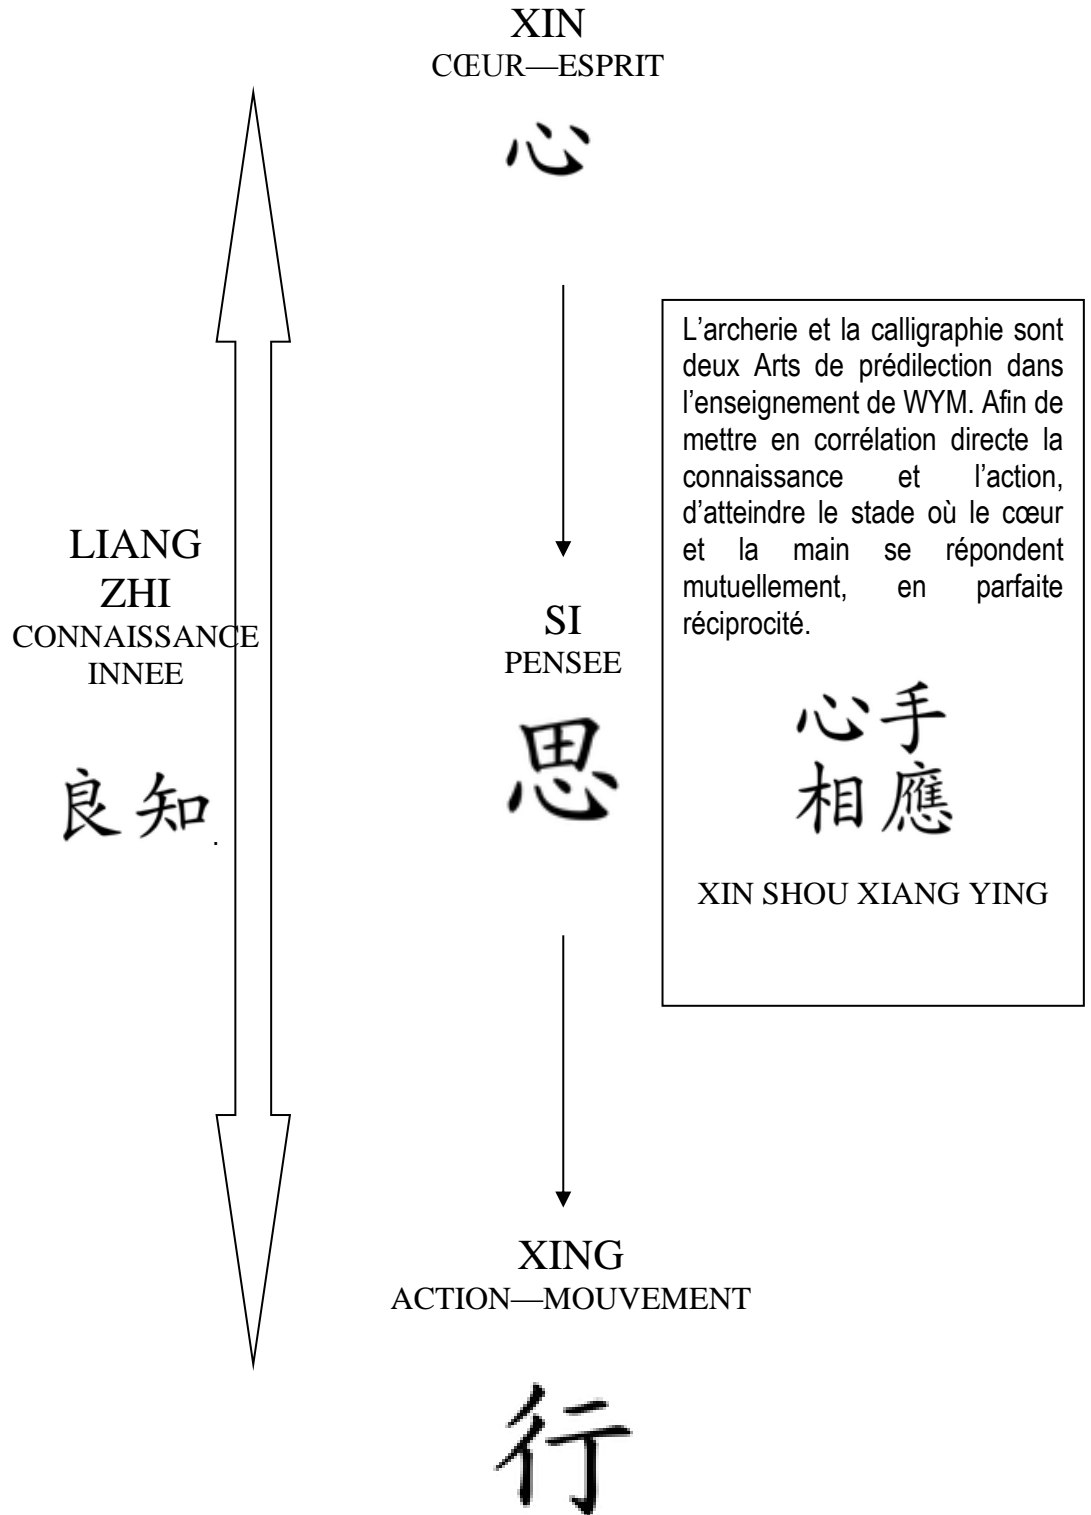 XIN
CŒUR—ESPRIT
心
LIANG
ZHI
CONNAISSANCE
INNEE
良知.
SI
PENSEE
思
L’archerie et la calligraphie sont
deux Arts de prédilection dans
l’enseignement de WYM. Afin de
mettre en corrélation directe la
connaissance et l’action,
d’atteindre le stade où le cœur
et la main se répondent
mutuellement, en parfaite
réciprocité.
心手
相應
XIN SHOU XIANG YING
XING
ACTION—MOUVEMENT
行